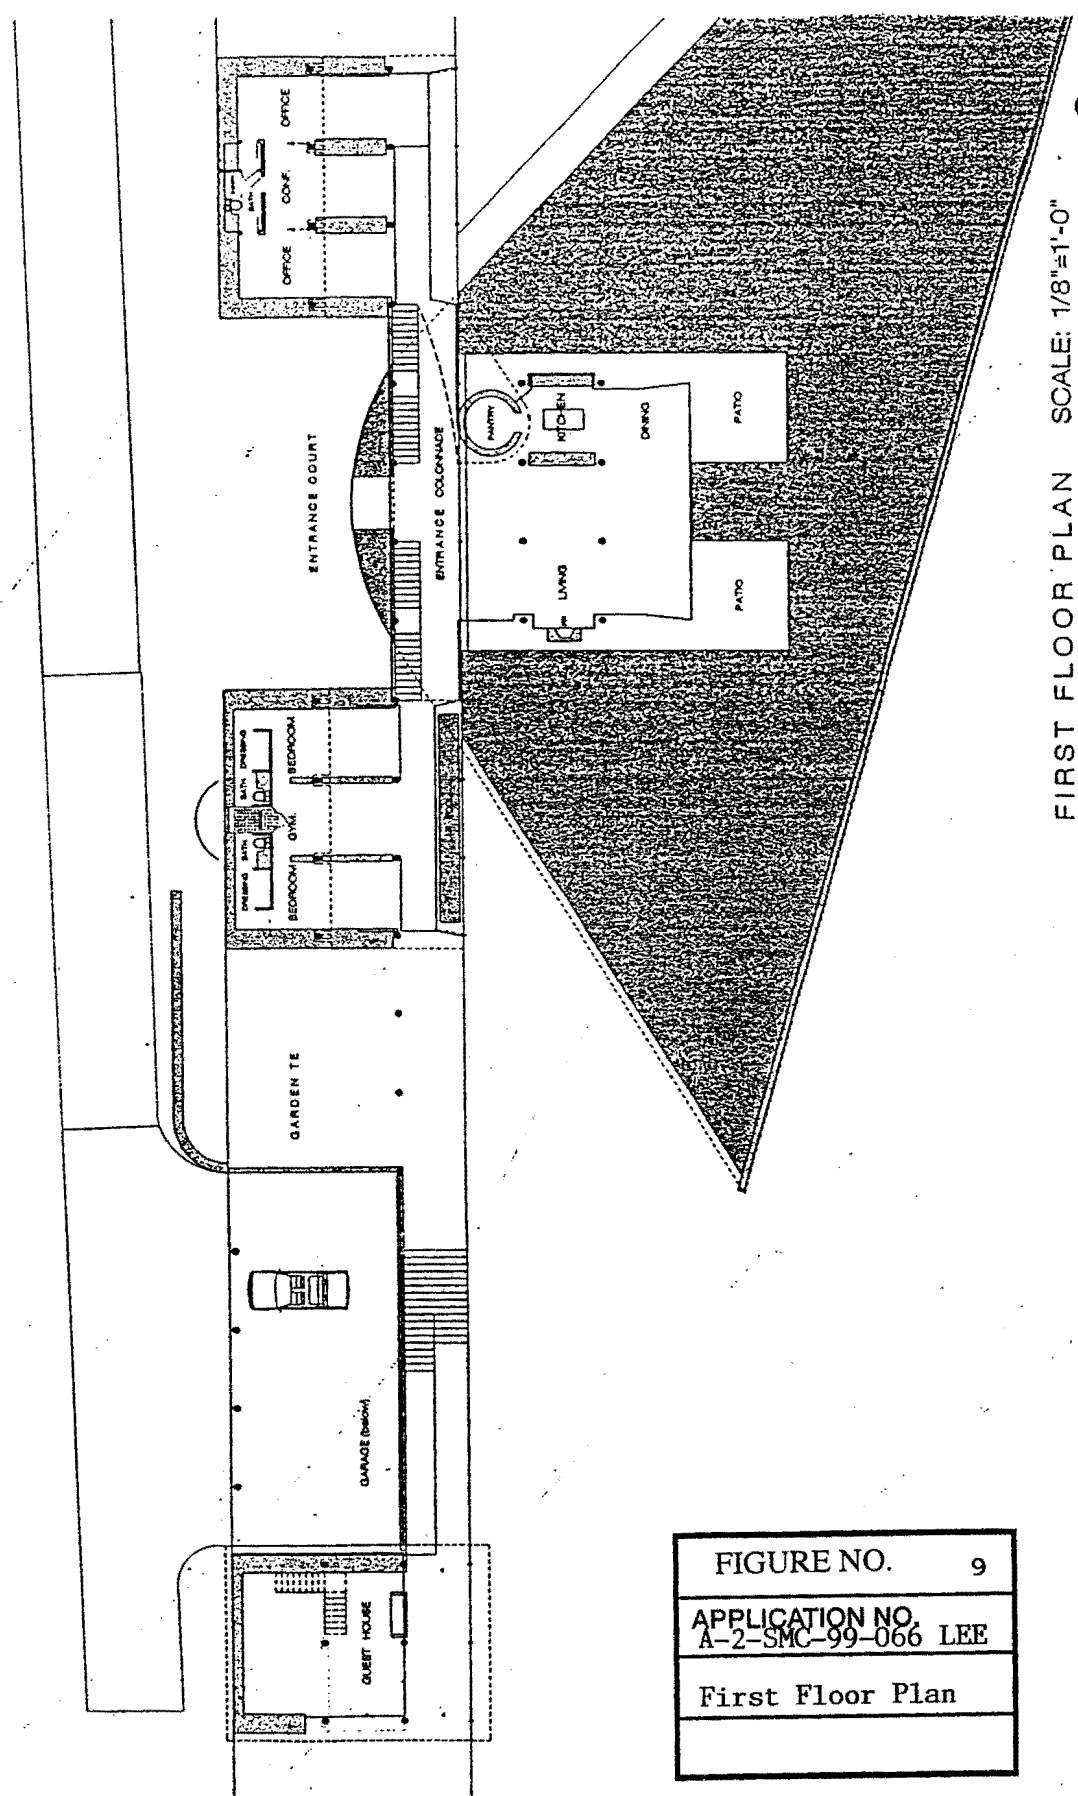 OFFICE
CONF.
OFFICE
BATH
ENTRANCE COURT
ENTRANCE COLONNADE
PANTRY
KITCHEN
DINING
PATIO
LIVING
PATIO
DRESSING BATH BATH DRESSING
BEDROOM GYM. BEDROOM
GARDEN TE
GARAGE (below)
GUEST HOUSE
FIRST FLOOR PLAN SCALE: 1/8"=1'-0"
FIGURE NO. 9
APPLICATION NO.
A-2-SMC-99-066 LEE
First Floor Plan